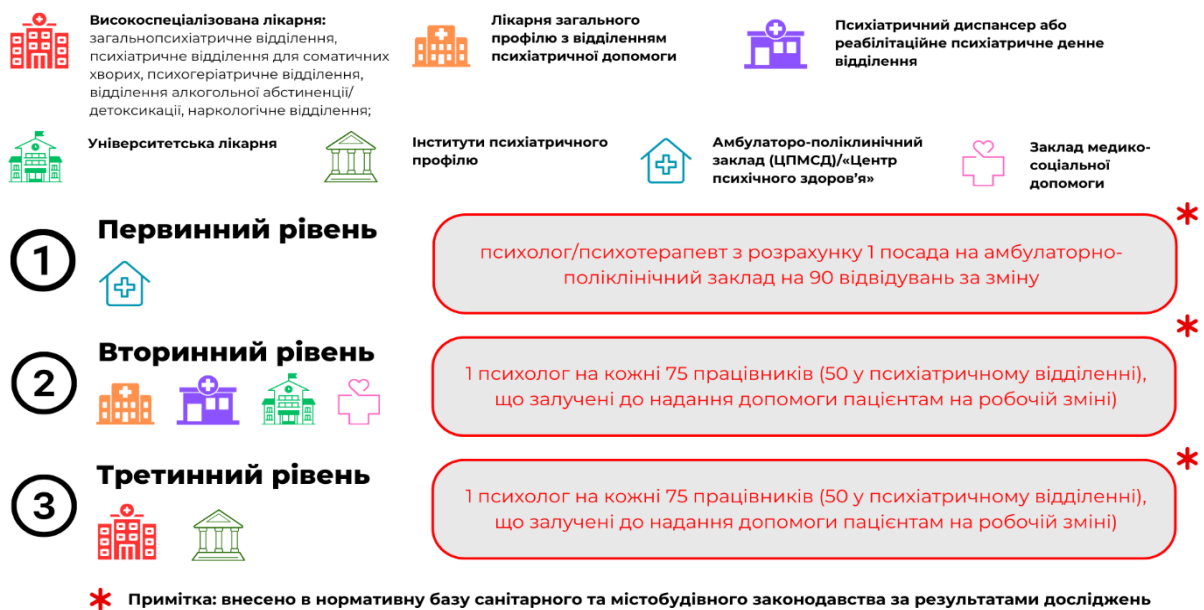 Високоспеціалізована лікарня:
загальнопсихіатричне відділення,
психіатричне відділення для соматичних
хворих, психогеріатричне відділення,
відділення алкогольної абстиненції/
детоксикації, наркологічне відділення;
Лікарня загального
профілю з відділенням
психіатричної допомоги
Психіатричний диспансер або
реабілітаційне психіатричне денне
відділення
Університетська лікарня
Інститути психіатричного
профілю
Амбулаторо-поліклінічний
заклад (ЦПМСД)/«Центр
психічного здоров’я»
Заклад медико-
соціальної
допомоги
1
Первинний рівень
психолог/психотерапевт з розрахунку 1 посада на амбулаторно-
поліклінічний заклад на 90 відвідувань за зміну
2
Вторинний рівень
1 психолог на кожні 75 працівників (50 у психіатричному відділенні),
що залучені до надання допомоги пацієнтам на робочій зміні)
3
Третинний рівень
1 психолог на кожні 75 працівників (50 у психіатричному відділенні),
що залучені до надання допомоги пацієнтам на робочій зміні)
Примітка: внесено в нормативну базу санітарного та містобудівного законодавства за результатами досліджень